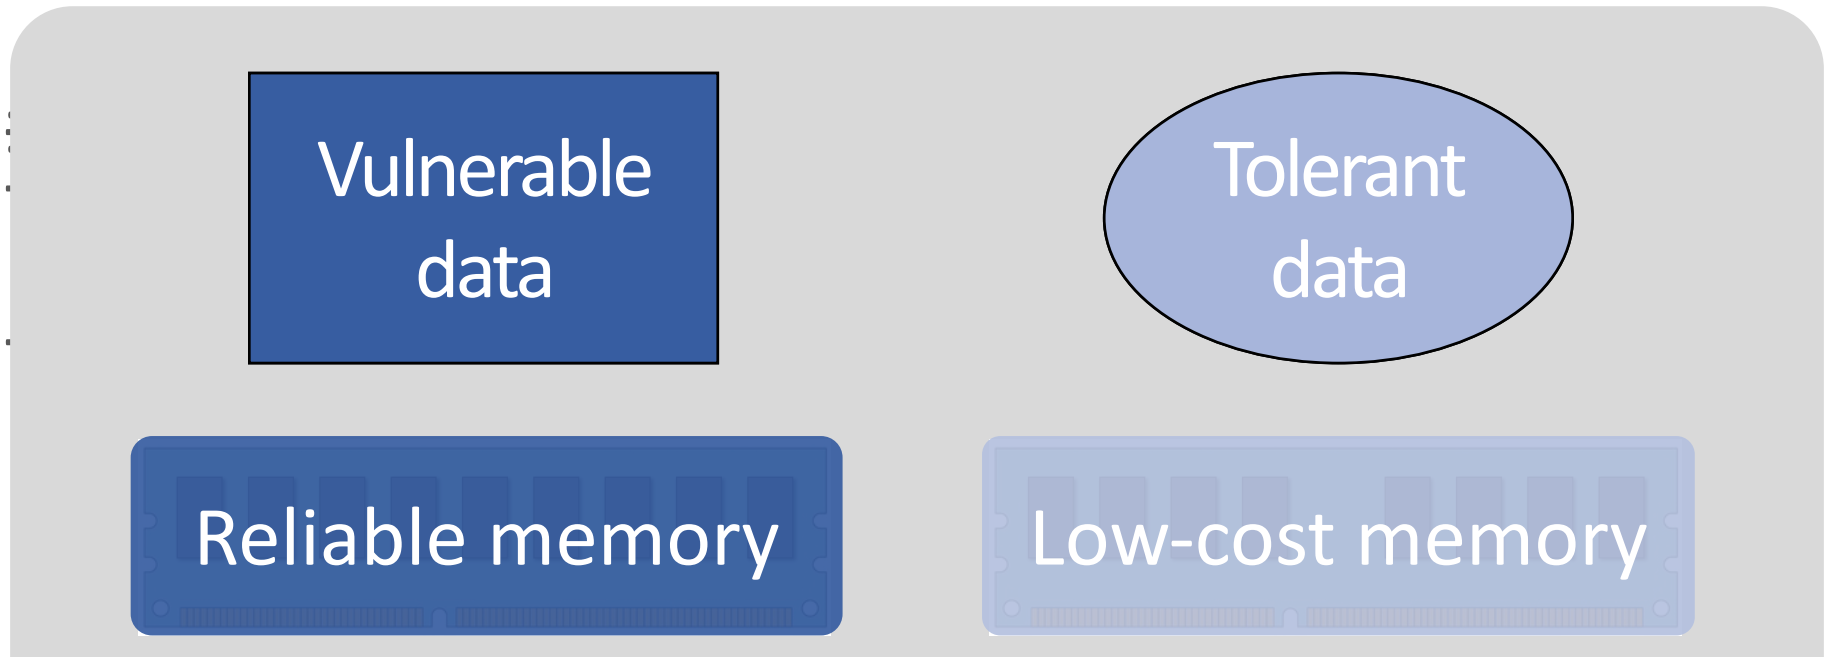 Vulnerable
data
Tolerant
data
Reliable memory
Low-cost memory